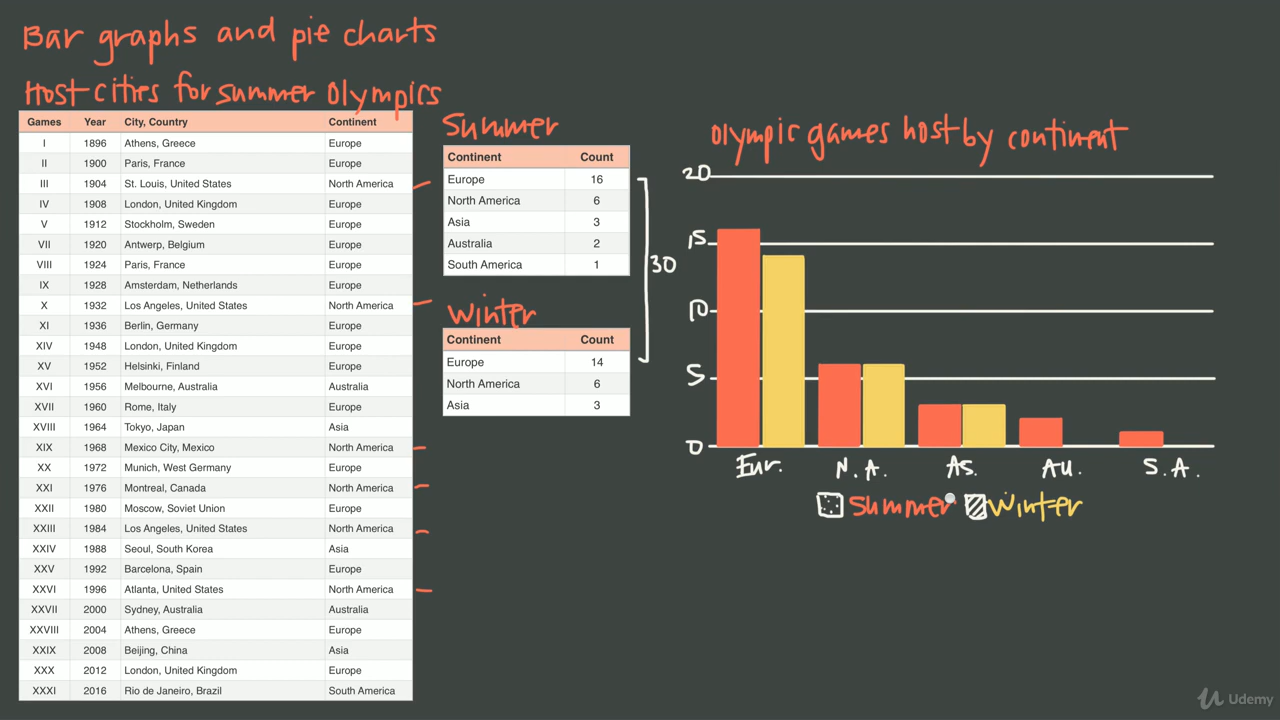 Bar graphs and pie charts
Host cities for summer Olympics
Games Year City, Country Continent
I 1896 Athens, Greece Europe
II 1900 Paris, France Europe
III 1904 St. Louis, United States North America
IV 1908 London, United Kingdom Europe
V 1912 Stockholm, Sweden Europe
VII 1920 Antwerp, Belgium Europe
VIII 1924 Paris, France Europe
IX 1928 Amsterdam, Netherlands Europe
X 1932 Los Angeles, United States North America
XI 1936 Berlin, Germany Europe
XIV 1948 London, United Kingdom Europe
XV 1952 Helsinki, Finland Europe
XVI 1956 Melbourne, Australia Australia
XVII 1960 Rome, Italy Europe
XVIII 1964 Tokyo, Japan Asia
XIX 1968 Mexico City, Mexico North America
XX 1972 Munich, West Germany Europe
XXI 1976 Montreal, Canada North America
XXII 1980 Moscow, Soviet Union Europe
XXIII 1984 Los Angeles, United States North America
XXIV 1988 Seoul, South Korea Asia
XXV 1992 Barcelona, Spain Europe
XXVI 1996 Atlanta, United States North America
XXVII 2000 Sydney, Australia Australia
XXVIII 2004 Athens, Greece Europe
XXIX 2008 Beijing, China Asia
XXX 2012 London, United Kingdom Europe
XXXI 2016 Rio de Janeiro, Brazil South America
Summer
Continent Count
Europe 16
North America 6
Asia 3
Australia 2
South America 1
Winter
Continent Count
Europe 14
North America 6
Asia 3
30
Olympic games host by continent
20
15
10
5
0
Eur. N.A. As. Au. S.A.
Summer Winter
Udemy